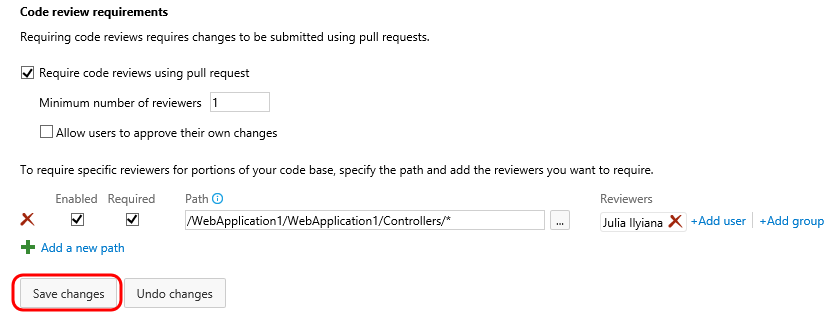 Code review requirements
Requiring code reviews requires changes to be submitted using pull requests.
Require code reviews using pull request
Minimum number of reviewers 1
Allow users to approve their own changes
To require specific reviewers for portions of your code base, specify the path and add the reviewers you want to require.
Enabled Required Path Reviewers
/WebApplication1/WebApplication1/Controllers/* ... Julia Ilyiana +Add user +Add group
Add a new path
Save changes Undo changes